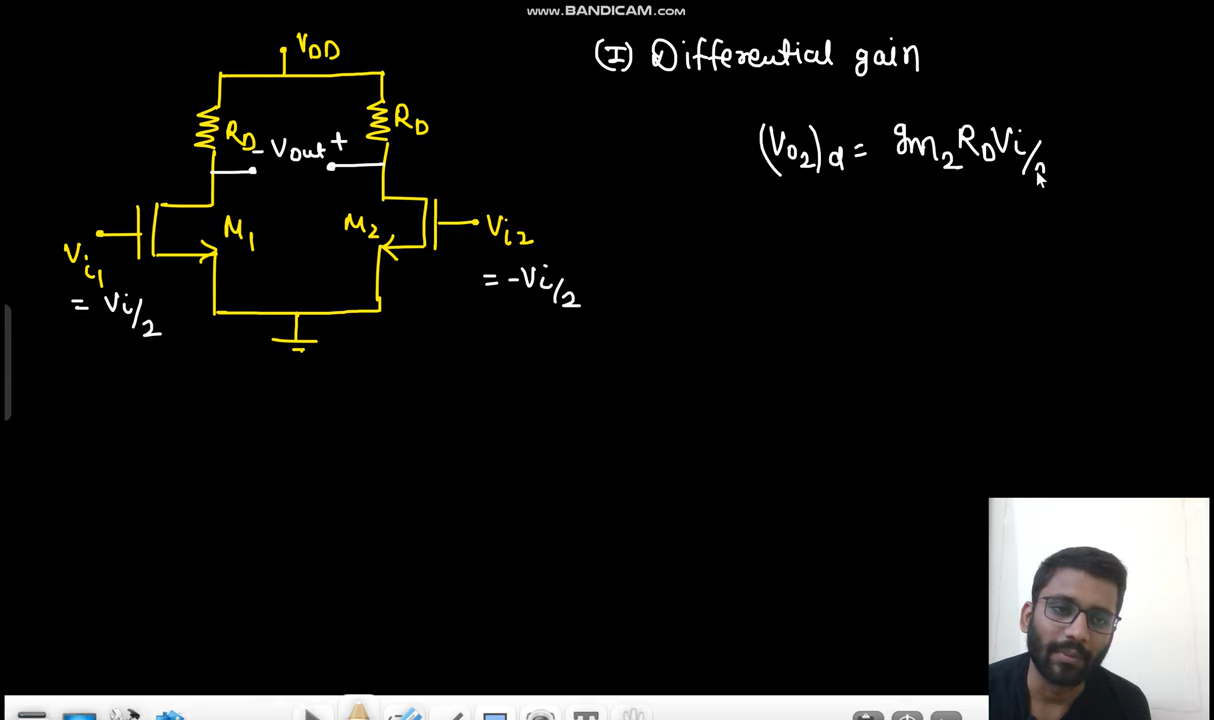 www.BANDICAM.com
VDD
(I) Differential gain
RD
RD
- Vout +
(Vo2)d = gm2 RD Vi/2
M1
M2
Vi1
= Vi/2
Vi2
= -Vi/2